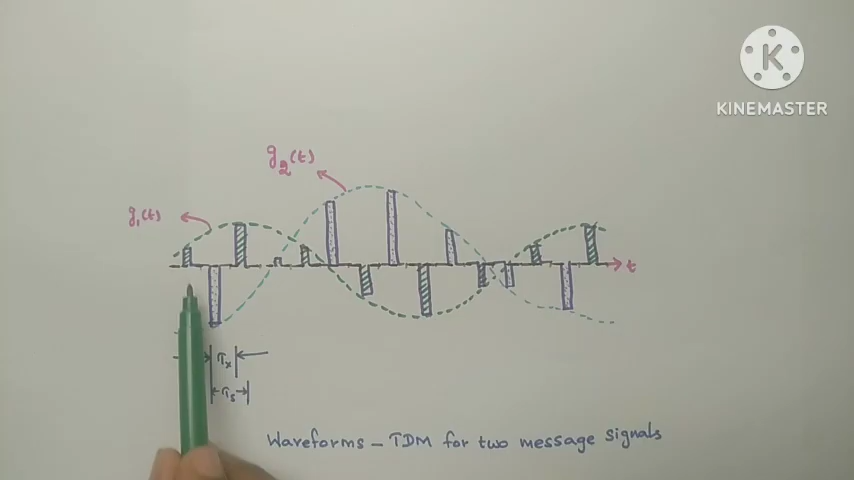 K
KINEMASTER
g₂(t)
g₁(t)
t
Tx
Ts
Waveforms - TDM for two message signals